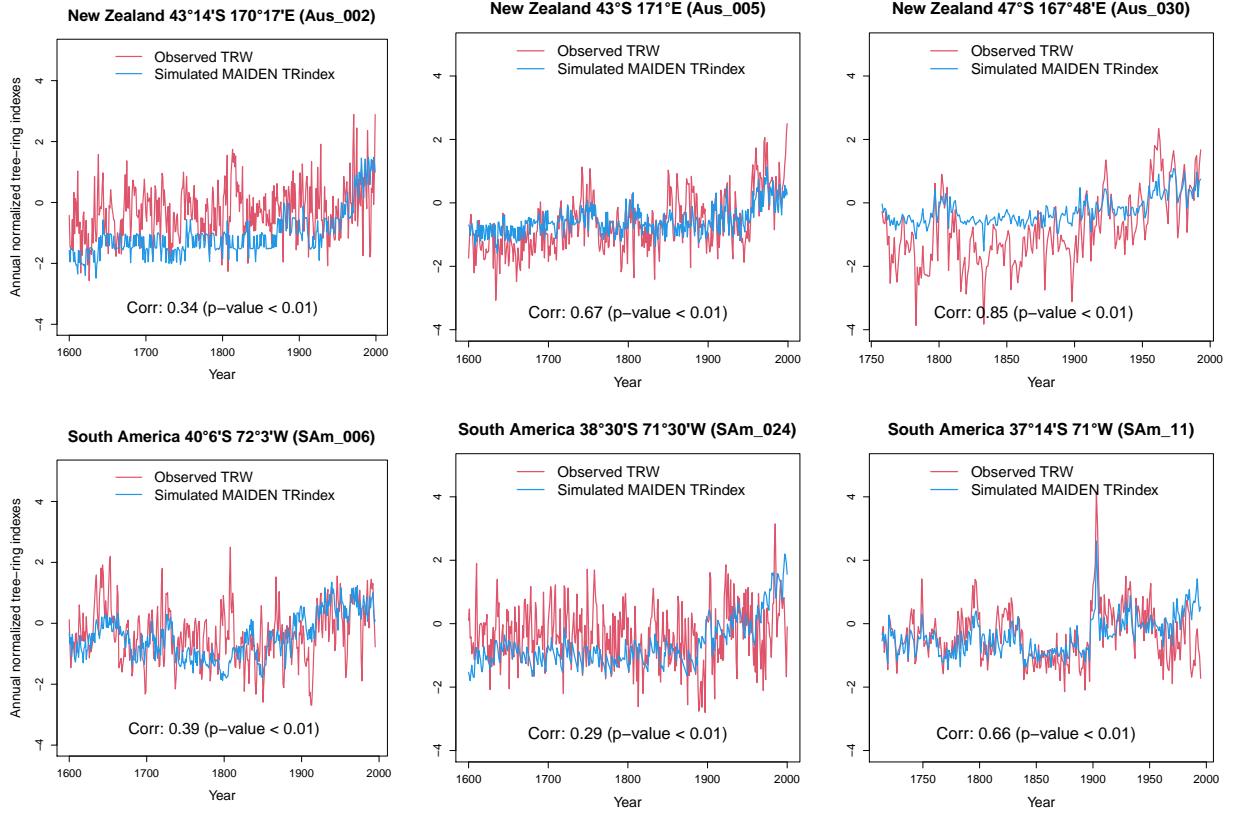 New Zealand 43°14'S 170°17'E (Aus_002)
Observed TRW
Simulated MAIDEN TRindex
Annual normalized tree−ring indexes
4
2
0
−2
−4
Corr: 0.34 (p−value < 0.01)
1600 1700 1800 1900 2000
Year
New Zealand 43°S 171°E (Aus_005)
Observed TRW
Simulated MAIDEN TRindex
4
2
0
−2
−4
Corr: 0.67 (p−value < 0.01)
1600 1700 1800 1900 2000
Year
New Zealand 47°S 167°48'E (Aus_030)
Observed TRW
Simulated MAIDEN TRindex
4
2
0
−2
−4
Corr: 0.85 (p−value < 0.01)
1750 1800 1850 1900 1950 2000
Year
South America 40°6'S 72°3'W (SAm_006)
Observed TRW
Simulated MAIDEN TRindex
Annual normalized tree−ring indexes
4
2
0
−2
−4
Corr: 0.39 (p−value < 0.01)
1600 1700 1800 1900 2000
Year
South America 38°30'S 71°30'W (SAm_024)
Observed TRW
Simulated MAIDEN TRindex
4
2
0
−2
−4
Corr: 0.29 (p−value < 0.01)
1600 1700 1800 1900 2000
Year
South America 37°14'S 71°W (SAm_11)
Observed TRW
Simulated MAIDEN TRindex
4
2
0
−2
−4
Corr: 0.66 (p−value < 0.01)
1750 1800 1850 1900 1950 2000
Year